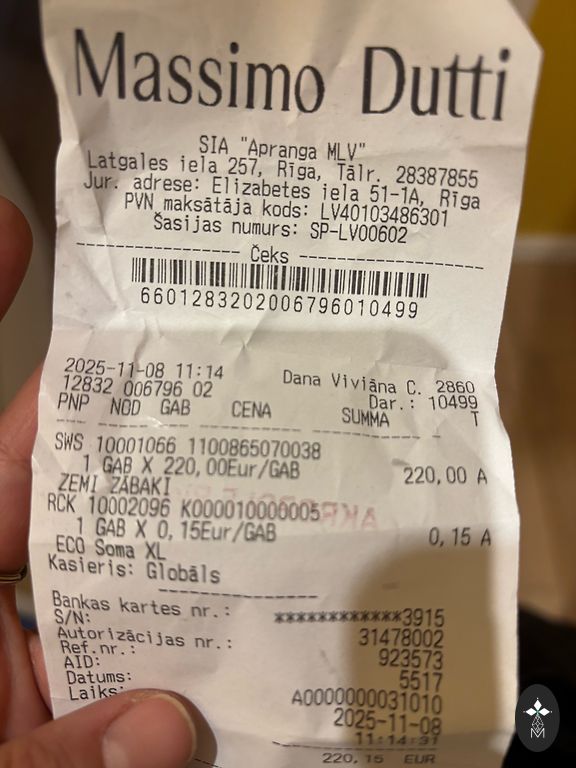 Massimo Dutti
SIA "Apranga MLV"
Latgales iela 257, Rīga, Tālr. 28387855
Jur. adrese: Elizabetes iela 51-1A, Rīga
PVN maksātāja kods: LV40103486301
Šasijas numurs: SP-LV00602
Čeks
6601283202006796010499
2025-11-08 11:14 Dana Viviāna C. 2860
12832 006796 02 Dar.: 10499
PNP NOD GAB CENA SUMMA T
SWS 10001066 1100865070038
1 GAB X 220,00Eur/GAB 220,00 A
ZEMI ZĀBAKI
RCK 10002096 K000010000005
1 GAB X 0,15Eur/GAB 0,15 A
ECO Soma XL
Kasieris: Globāls
Bankas kartes nr.: ************3915
S/N: 31478002
Autorizācijas nr.: 923573
Ref.nr.: 5517
AID: A0000000031010
Datums: 2025-11-08
Laiks: 11:14:31
220,15 EUR
M